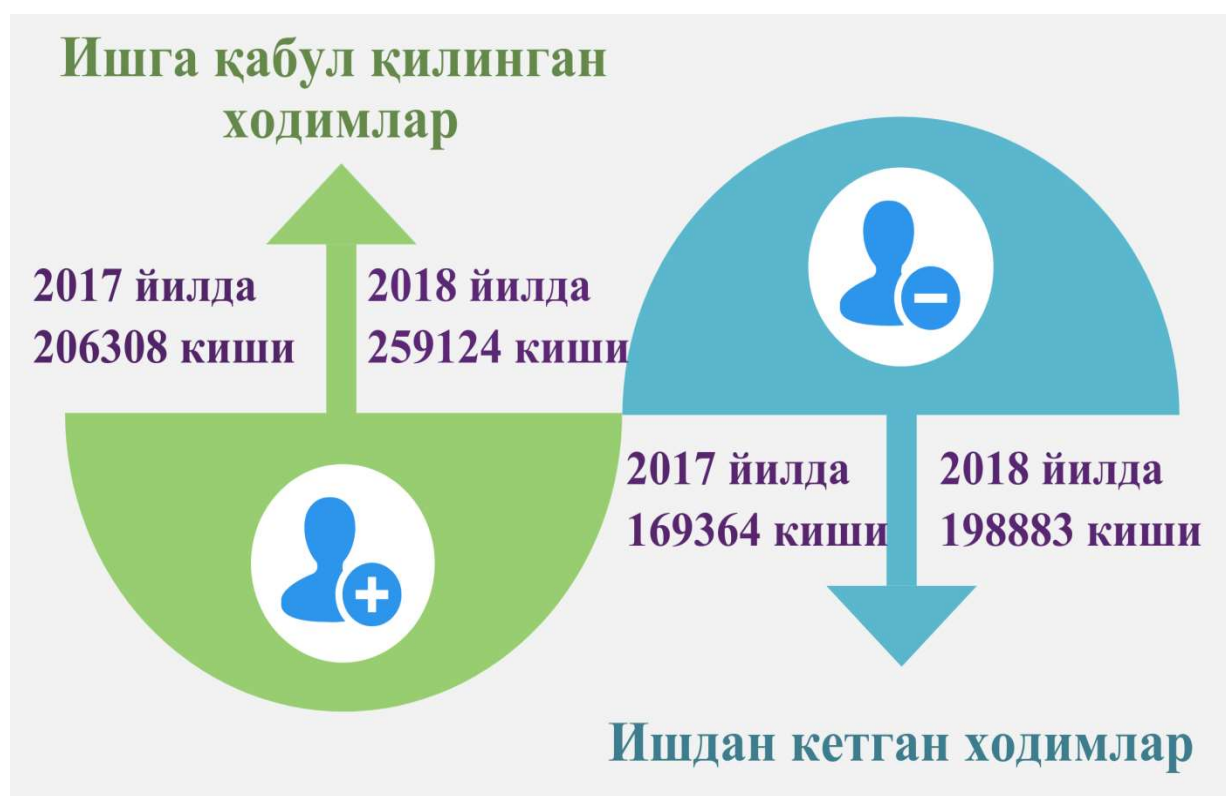 Ишга қабул қилинган
ходимлар
2017 йилда
206308 киши
2018 йилда
259124 киши
2017 йилда
169364 киши
2018 йилда
198883 киши
Ишдан кетган ходимлар